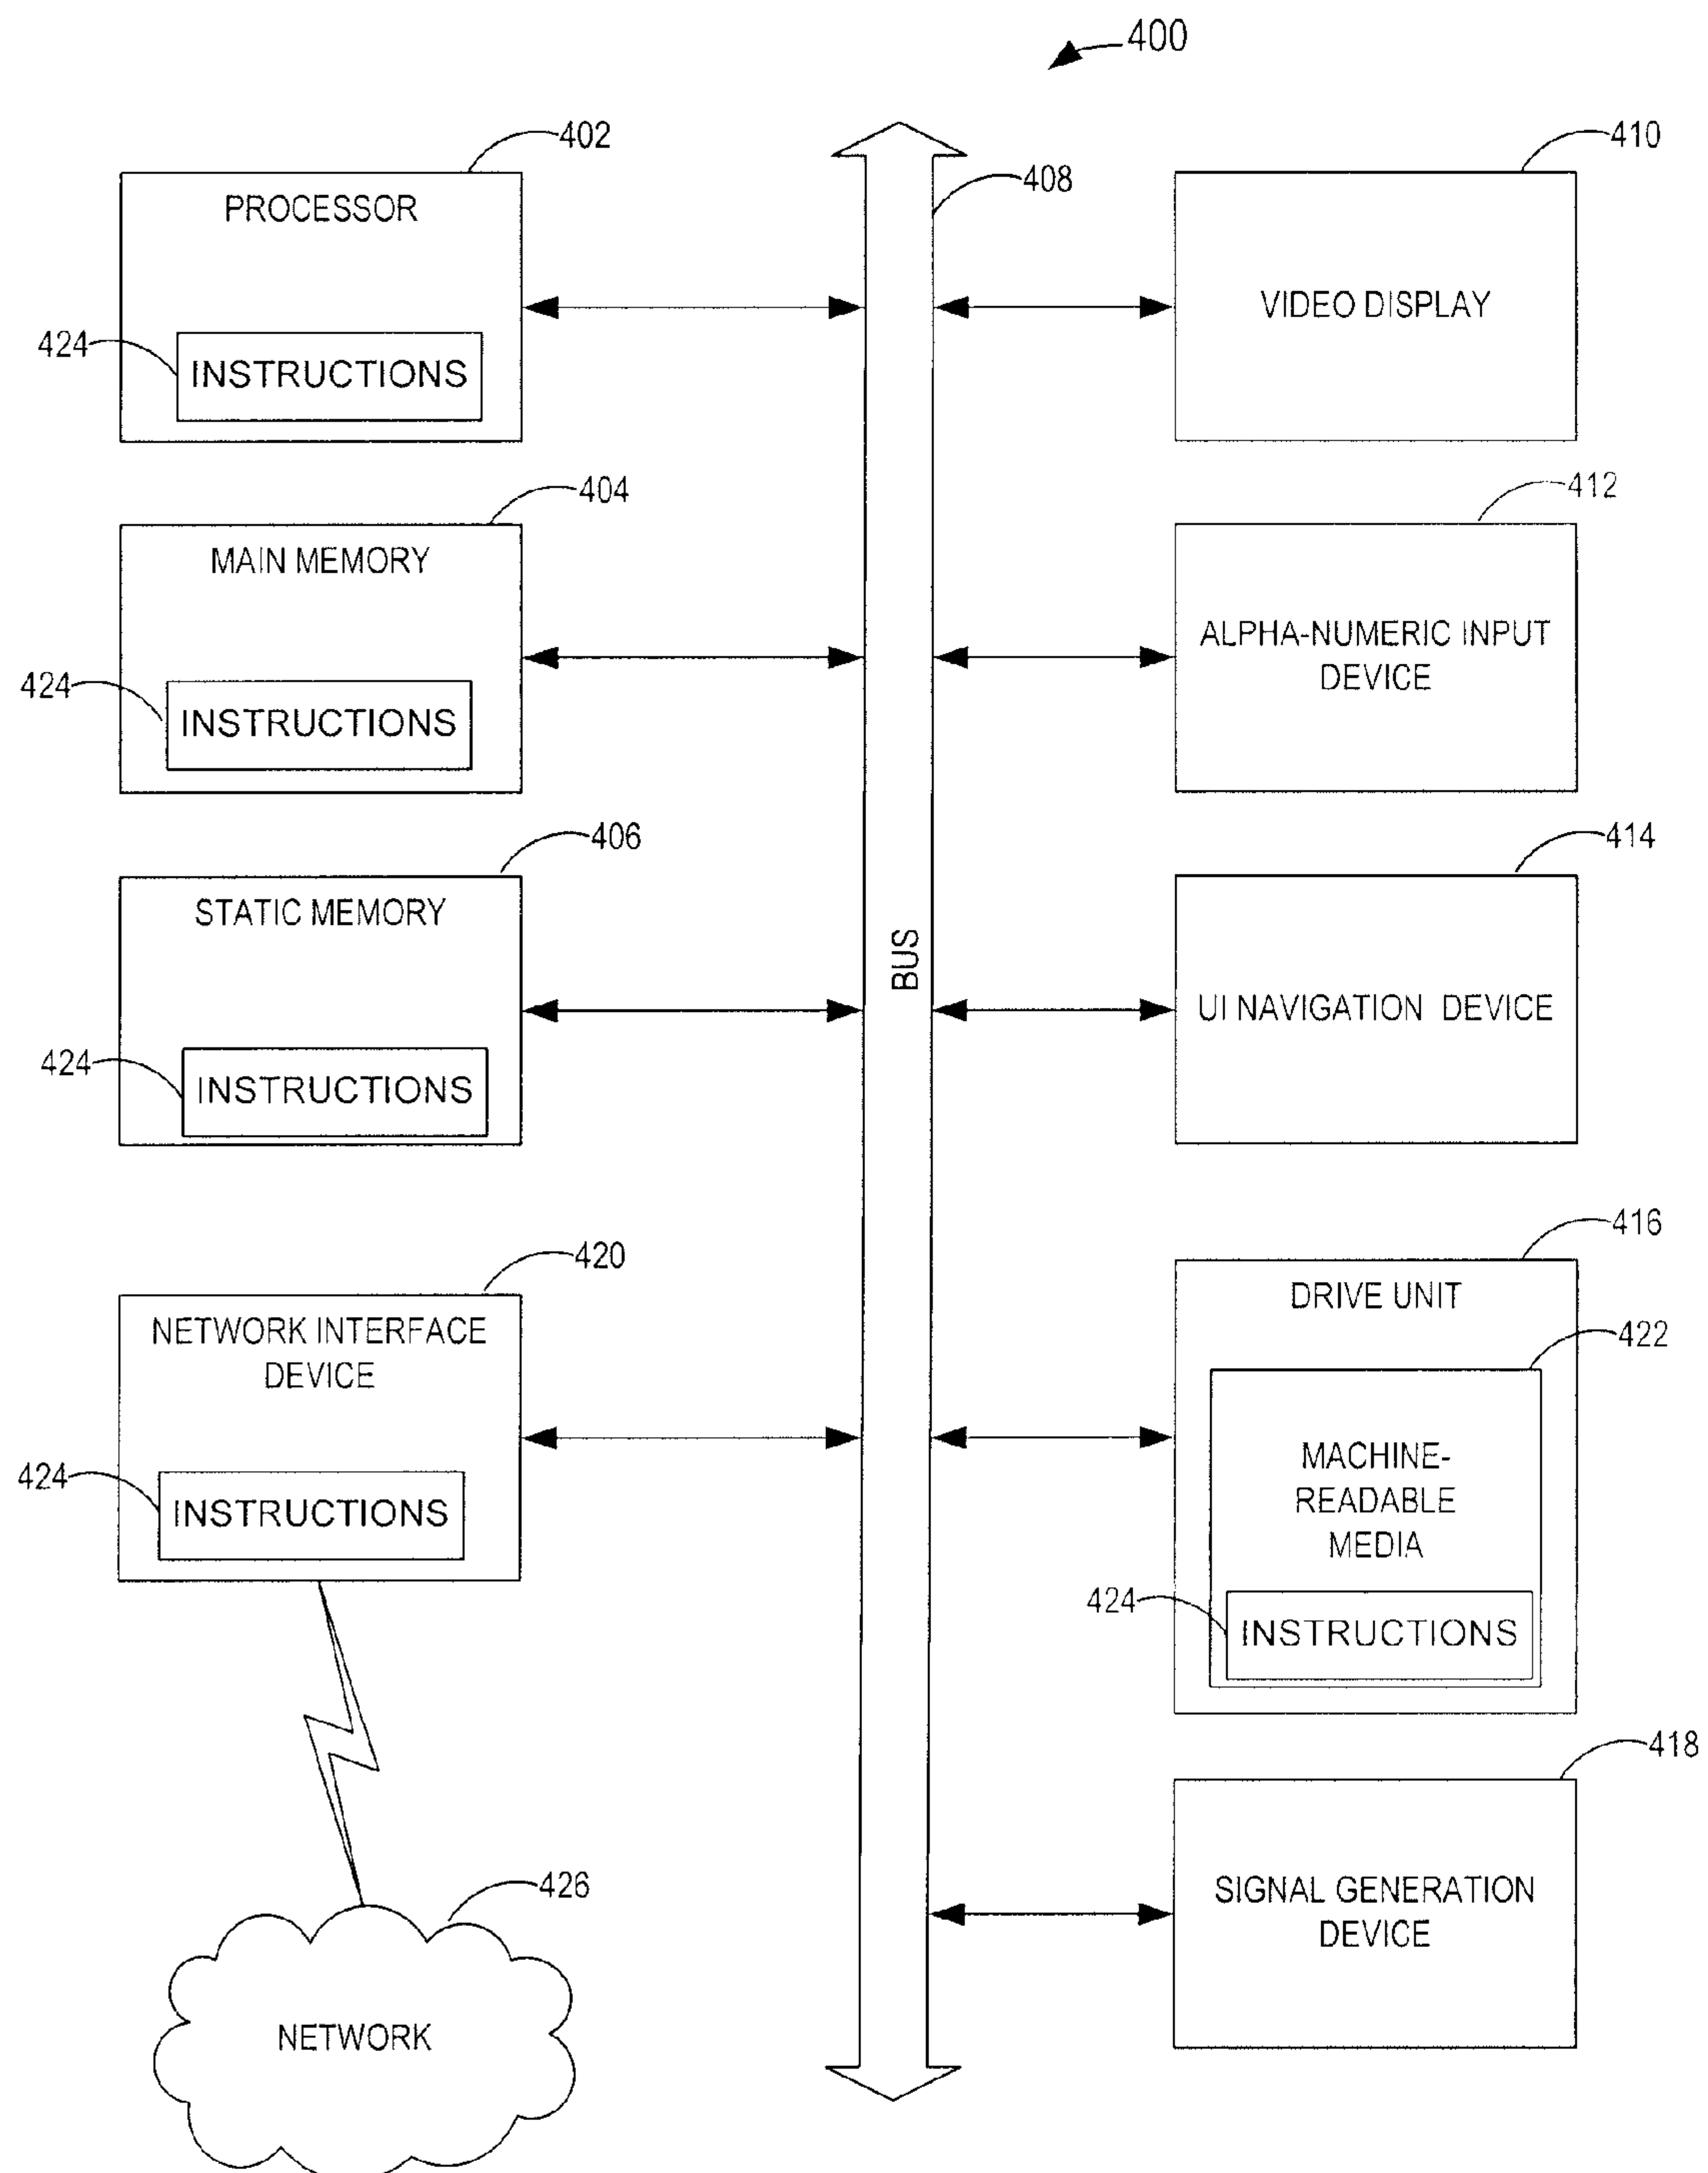 400
402
PROCESSOR
424
INSTRUCTIONS
404
MAIN MEMORY
424
INSTRUCTIONS
406
STATIC MEMORY
424
INSTRUCTIONS
420
NETWORK INTERFACE
DEVICE
424
INSTRUCTIONS
426
NETWORK
408
BUS
410
VIDEO DISPLAY
412
ALPHA-NUMERIC INPUT
DEVICE
414
UI NAVIGATION DEVICE
416
DRIVE UNIT
422
MACHINE-
READABLE
MEDIA
424
INSTRUCTIONS
418
SIGNAL GENERATION
DEVICE